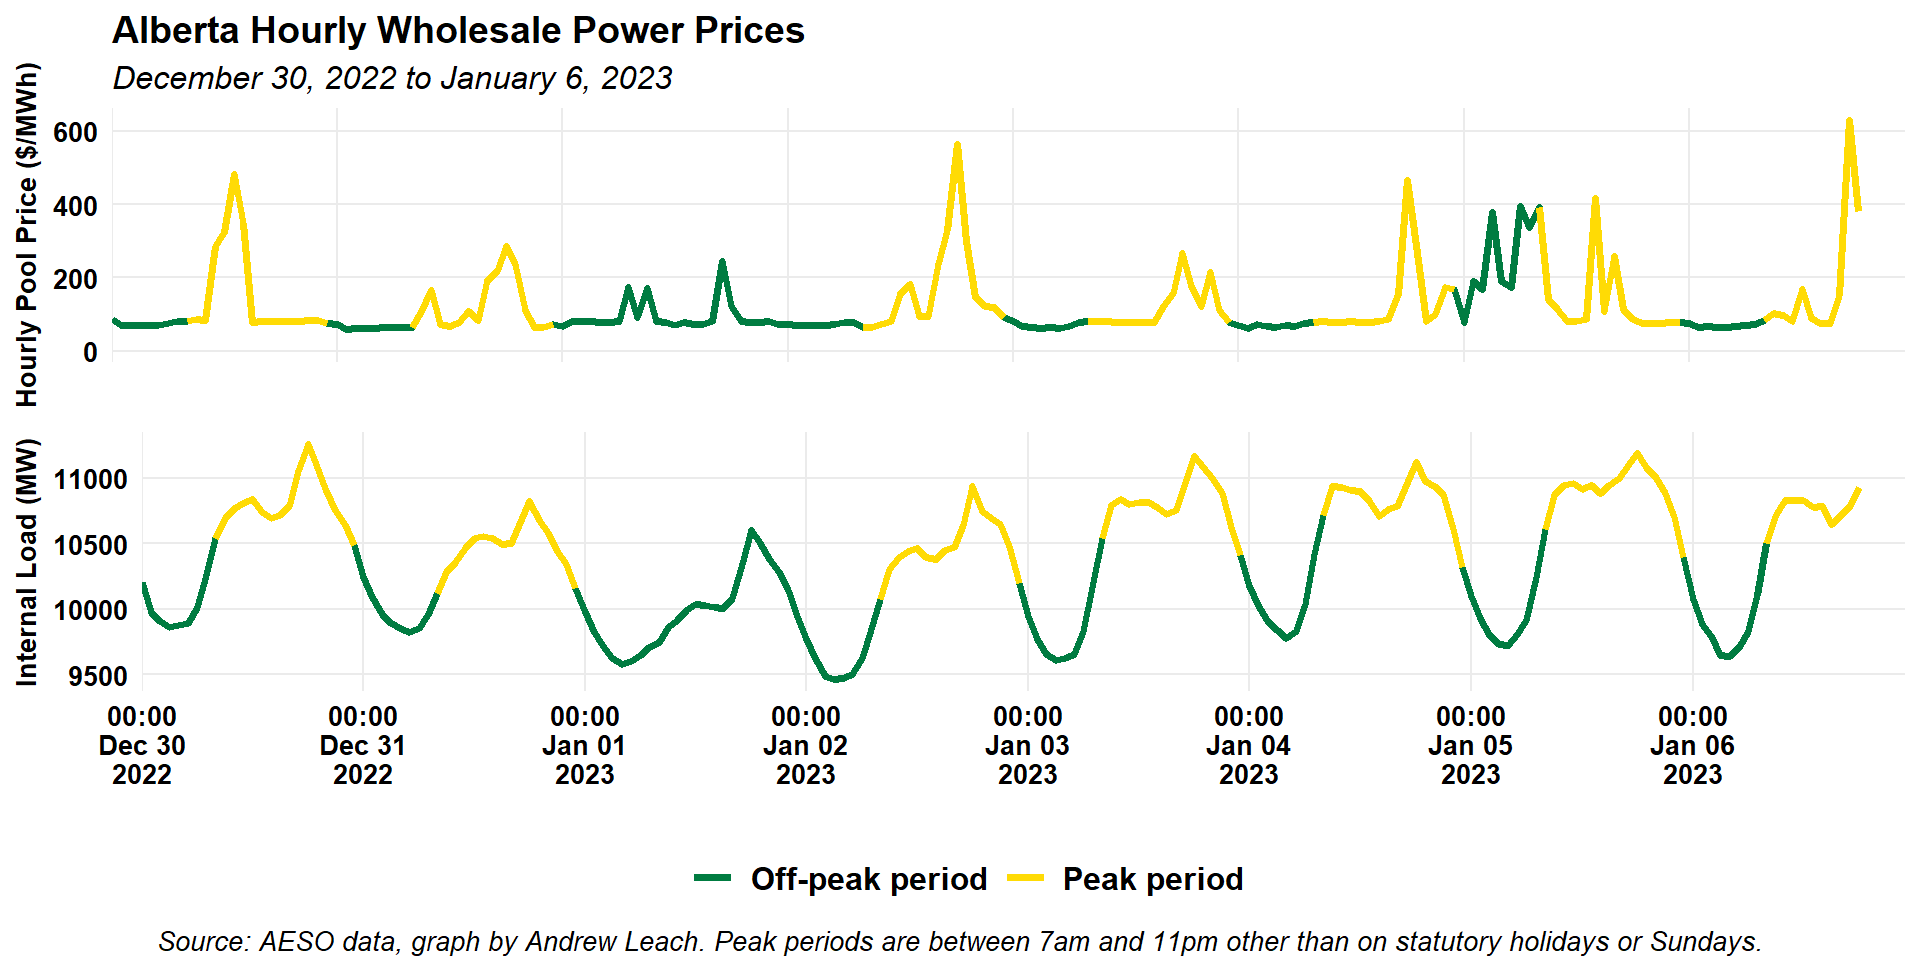 Alberta Hourly Wholesale Power Prices
December 30, 2022 to January 6, 2023
Hourly Pool Price ($/MWh)
600
400
200
0
Internal Load (MW)
11000
10500
10000
9500
00:00 00:00 00:00 00:00 00:00 00:00 00:00 00:00
Dec 30 Dec 31 Jan 01 Jan 02 Jan 03 Jan 04 Jan 05 Jan 06
2022 2022 2023 2023 2023 2023 2023 2023
Off-peak period Peak period
Source: AESO data, graph by Andrew Leach. Peak periods are between 7am and 11pm other than on statutory holidays or Sundays.